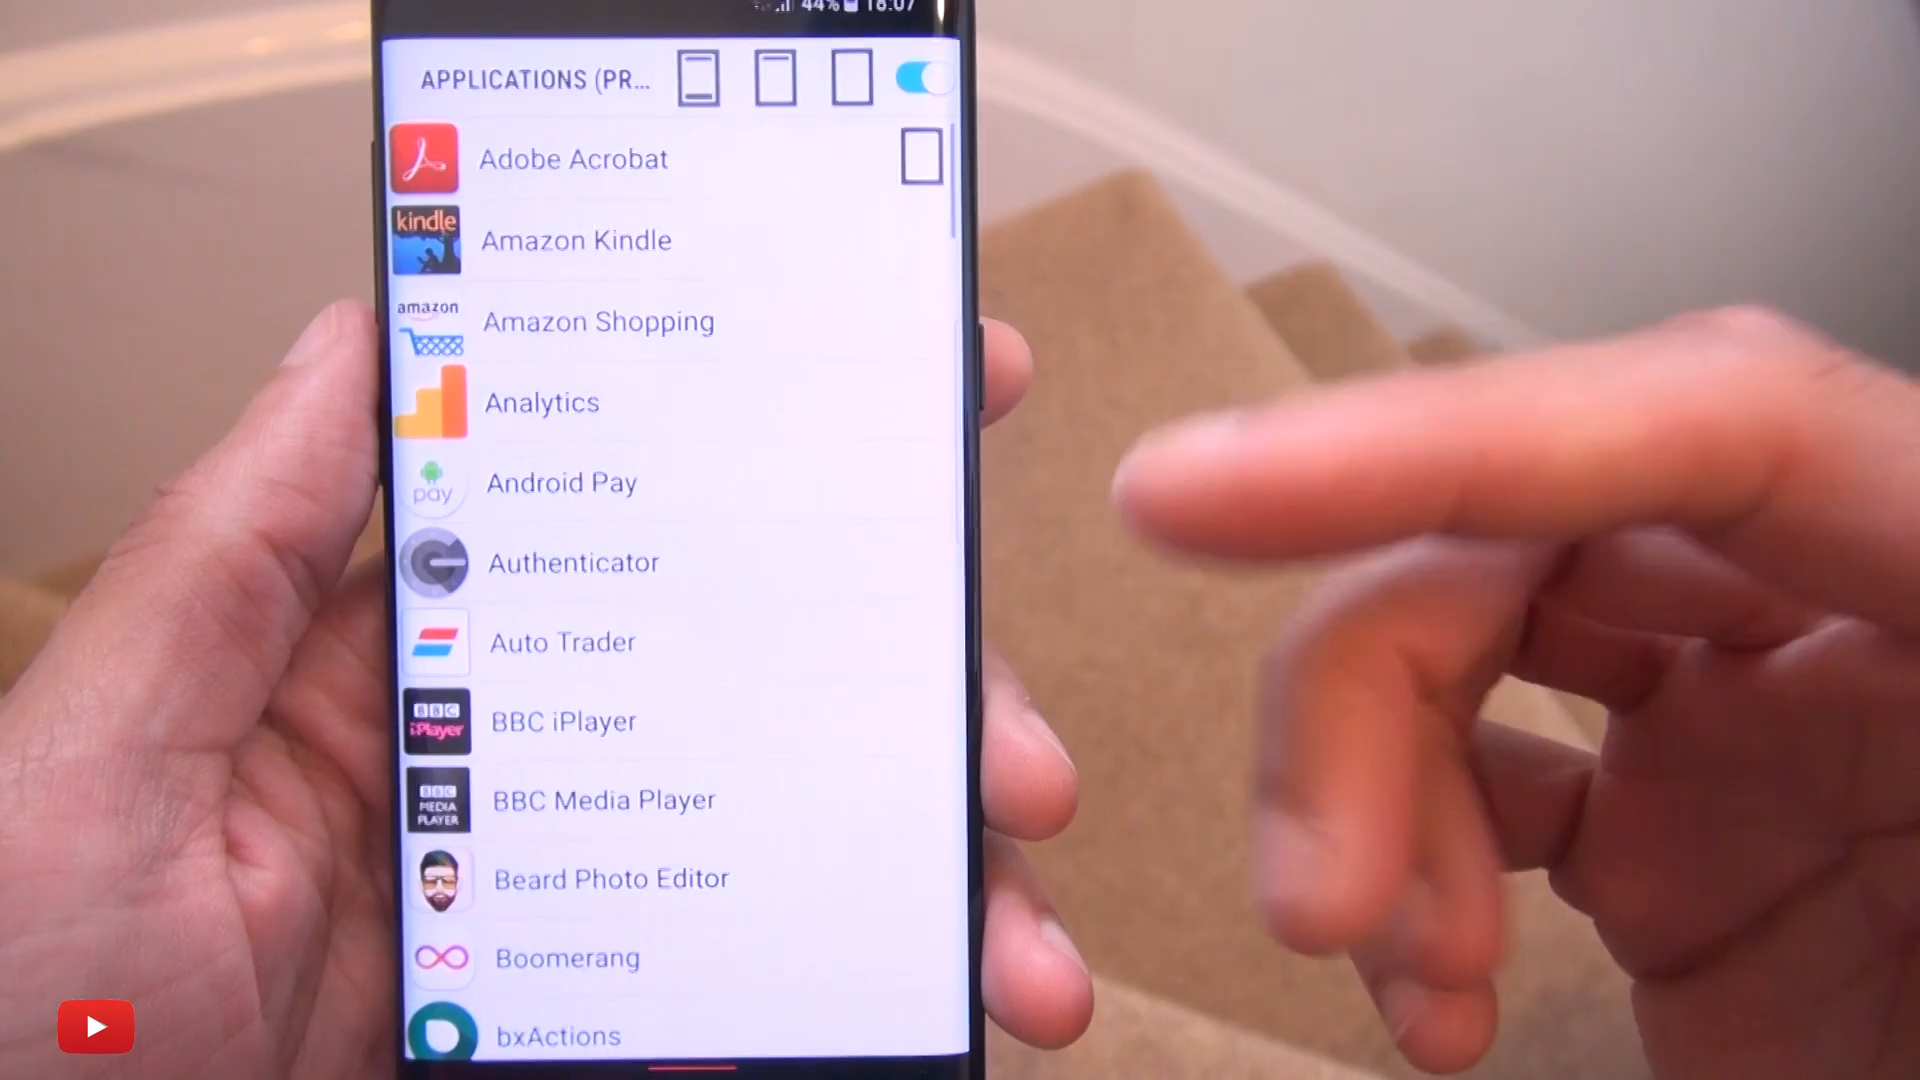 44% 18:07
APPLICATIONS (PR...
Adobe Acrobat
kindle
Amazon Kindle
amazon
Amazon Shopping
Analytics
pay
Android Pay
Authenticator
Auto Trader
BBC
iPlayer
BBC iPlayer
BBC
MEDIA
PLAYER
BBC Media Player
Beard Photo Editor
Boomerang
bxActions